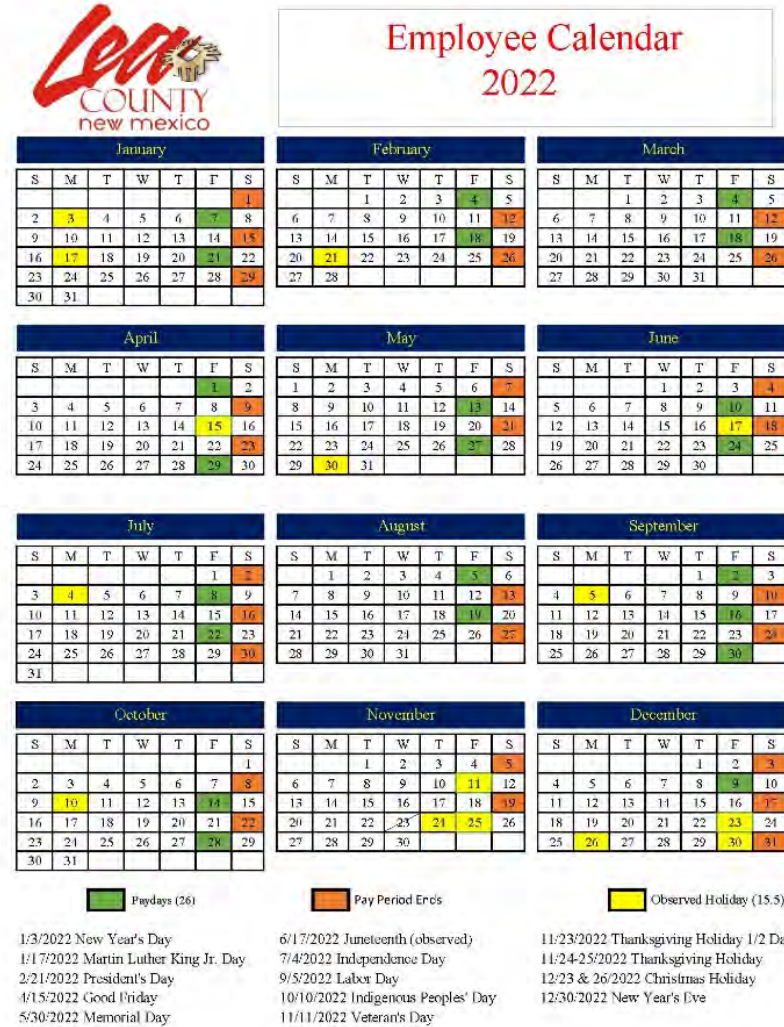 Lea
COUNTY
new mexico
Employee Calendar
2022
January
S M T W T F S
1
2 3 4 5 6 7 8
9 10 11 12 13 14 15
16 17 18 19 20 21 22
23 24 25 26 27 28 29
30 31
February
S M T W T F S
1 2 3 4 5
6 7 8 9 10 11 12
13 14 15 16 17 18 19
20 21 22 23 24 25 26
27 28
March
S M T W T F S
1 2 3 4 5
6 7 8 9 10 11 12
13 14 15 16 17 18 19
20 21 22 23 24 25 26
27 28 29 30 31
April
S M T W T F S
1 2
3 4 5 6 7 8 9
10 11 12 13 14 15 16
17 18 19 20 21 22 23
24 25 26 27 28 29 30
May
S M T W T F S
1 2 3 4 5 6 7
8 9 10 11 12 13 14
15 16 17 18 19 20 21
22 23 24 25 26 27 28
29 30 31
June
S M T W T F S
1 2 3 4
5 6 7 8 9 10 11
12 13 14 15 16 17 18
19 20 21 22 23 24 25
26 27 28 29 30
July
S M T W T F S
1 2
3 4 5 6 7 8 9
10 11 12 13 14 15 16
17 18 19 20 21 22 23
24 25 26 27 28 29 30
31
August
S M T W T F S
1 2 3 4 5 6
7 8 9 10 11 12 13
14 15 16 17 18 19 20
21 22 23 24 25 26 27
28 29 30 31
September
S M T W T F S
1 2 3
4 5 6 7 8 9 10
11 12 13 14 15 16 17
18 19 20 21 22 23 24
25 26 27 28 29 30
October
S M T W T F S
1
2 3 4 5 6 7 8
9 10 11 12 13 14 15
16 17 18 19 20 21 22
23 24 25 26 27 28 29
30 31
November
S M T W T F S
1 2 3 4 5
6 7 8 9 10 11 12
13 14 15 16 17 18 19
20 21 22 23 24 25 26
27 28 29 30
December
S M T W T F S
1 2 3
4 5 6 7 8 9 10
11 12 13 14 15 16 17
18 19 20 21 22 23 24
25 26 27 28 29 30 31
Paydays (26)
Pay Period Ends
Observed Holiday (15.5)
1/3/2022 New Year's Day
1/17/2022 Martin Luther King Jr. Day
2/21/2022 President's Day
4/15/2022 Good Friday
5/30/2022 Memorial Day
6/17/2022 Juneteenth (observed)
7/4/2022 Independence Day
9/5/2022 Labor Day
10/10/2022 Indigenous Peoples' Day
11/11/2022 Veteran's Day
11/23/2022 Thanksgiving Holiday 1/2 Da
11/24-25/2022 Thanksgiving Holiday
12/23 & 26/2022 Christmas Holiday
12/30/2022 New Year's Eve